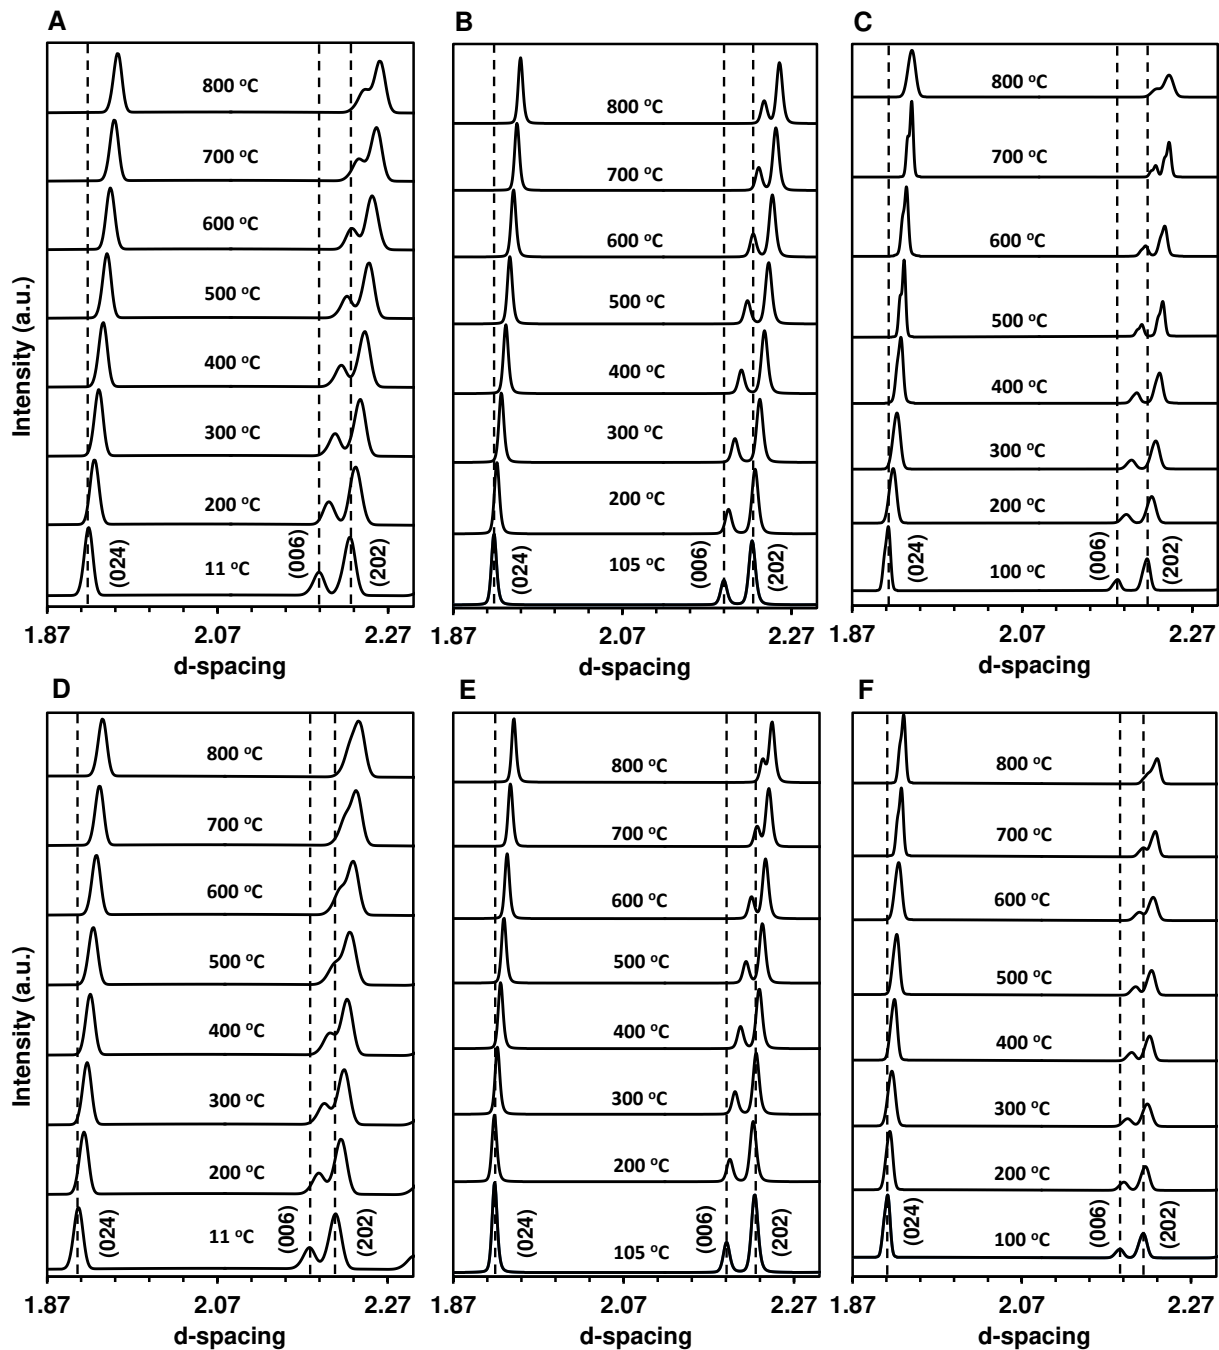 A
800 °C
700 °C
600 °C
500 °C
400 °C
300 °C
200 °C
11 °C
(024)
(006)
(202)
Intensity (a.u.)
1.87 2.07 2.27
d-spacing
B
800 °C
700 °C
600 °C
500 °C
400 °C
300 °C
200 °C
105 °C
(024)
(006)
(202)
1.87 2.07 2.27
d-spacing
C
800 °C
700 °C
600 °C
500 °C
400 °C
300 °C
200 °C
100 °C
(024)
(006)
(202)
1.87 2.07 2.27
d-spacing
D
800 °C
700 °C
600 °C
500 °C
400 °C
300 °C
200 °C
11 °C
(024)
(006)
(202)
Intensity (a.u.)
1.87 2.07 2.27
d-spacing
E
800 °C
700 °C
600 °C
500 °C
400 °C
300 °C
200 °C
105 °C
(024)
(006)
(202)
1.87 2.07 2.27
d-spacing
F
800 °C
700 °C
600 °C
500 °C
400 °C
300 °C
200 °C
100 °C
(024)
(006)
(202)
1.87 2.07 2.27
d-spacing